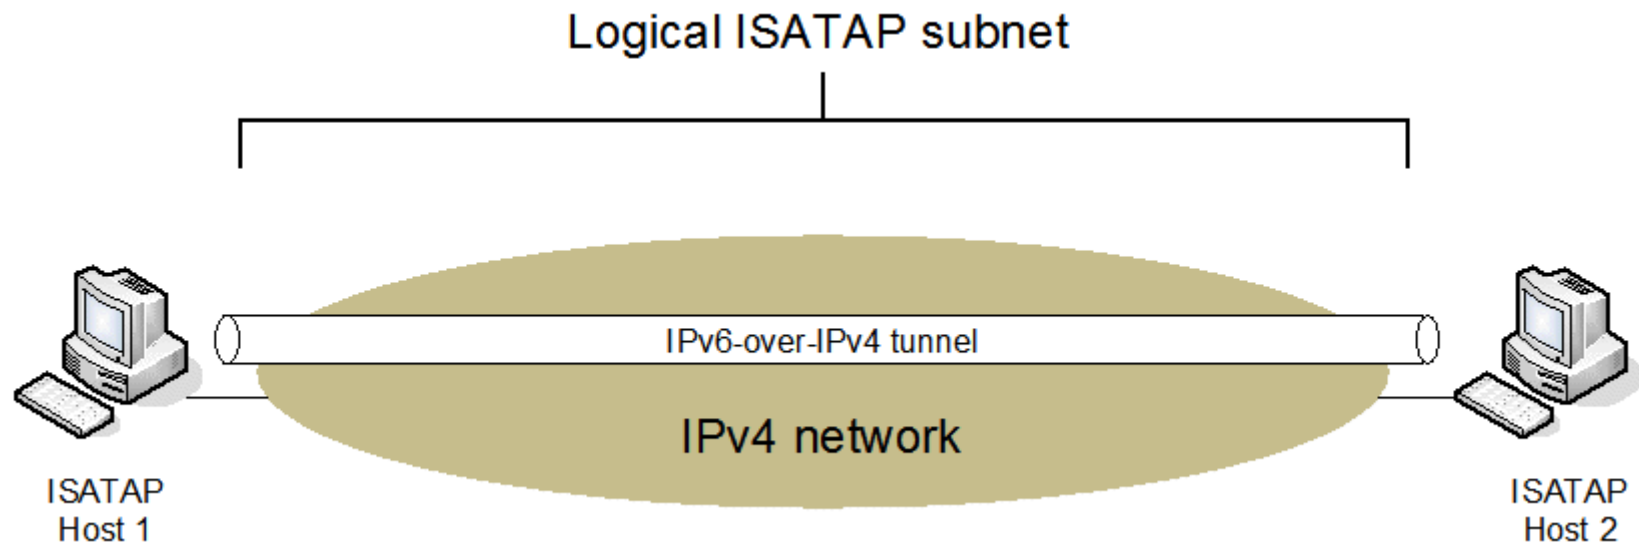 Logical ISATAP subnet
IPv6-over-IPv4 tunnel
IPv4 network
ISATAP
Host 1
ISATAP
Host 2